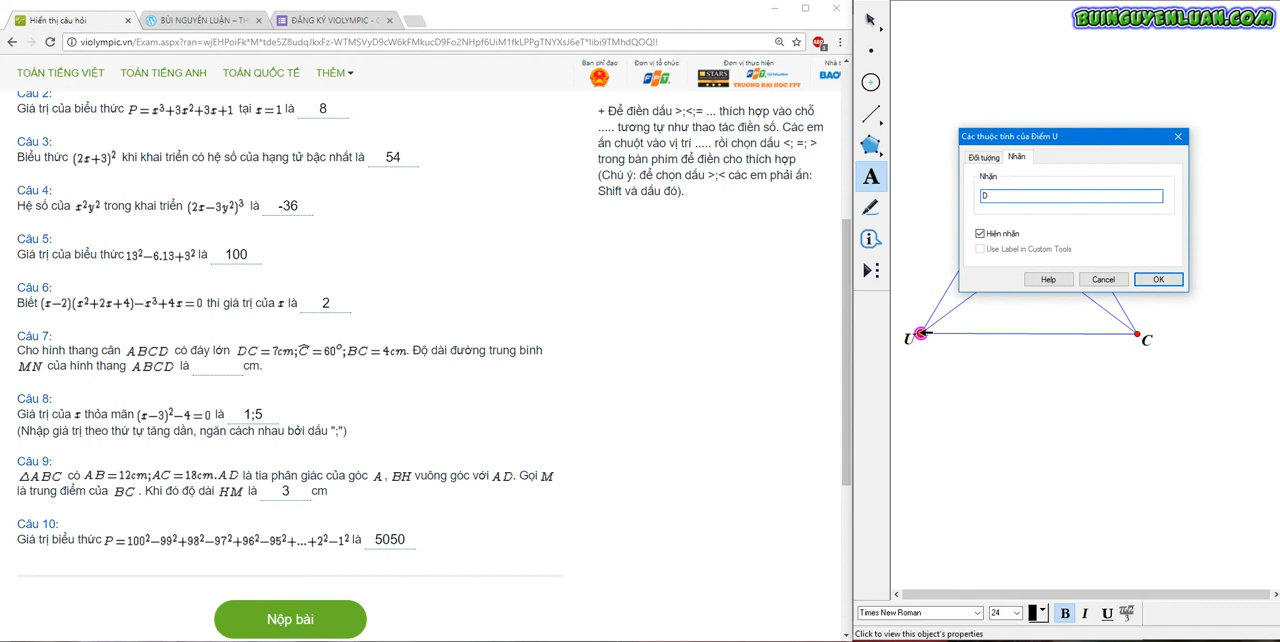 Hiển thị câu hỏi
BÙI NGUYÊN LUÂN – TH
ĐĂNG KÝ VIOLYMPIC - C
violympic.vn/Exam.aspx?ran=wjEHPoiFk*M*tde5Z8udqJkxFz-WTMSVyD9cW6kFMkucD9Fo2NHpf6UiM1fkLPPgTNYXsJ6eT*libi9TMhdQOQ!!
TOÁN TIẾNG VIỆT
TOÁN TIẾNG ANH
TOÁN QUỐC TẾ
THÊM
Ban chỉ đạo
Đơn vị tổ chức
FPT
Đơn vị thực hiện
STARS
TRƯỜNG ĐẠI HỌC FPT
Nhà t
BAO
Câu 2:
Giá trị của biểu thức P=x³+3x²+3x+1 tại x=1 là 8
Câu 3:
Biểu thức (2x+3)² khi khai triển có hệ số của hạng tử bậc nhất là 54
Câu 4:
Hệ số của x²y² trong khai triển (2x−3y²)³ là -36
Câu 5:
Giá trị của biểu thức 13²−6.13+3² là 100
Câu 6:
Biết (x−2)(x²+2x+4)−x³+4x=0 thì giá trị của x là 2
Câu 7:
Cho hình thang cân ABCD có đáy lớn DC=7cm;Ĉ=60°;BC=4cm. Độ dài đường trung bình
MN của hình thang ABCD là cm.
Câu 8:
Giá trị của x thỏa mãn (x−3)²−4=0 là 1;5
(Nhập giá trị theo thứ tự tăng dần, ngăn cách nhau bởi dấu ";")
Câu 9:
△ABC có AB=12cm;AC=18cm.AD là tia phân giác của góc A, BH vuông góc với AD. Gọi M
là trung điểm của BC. Khi đó độ dài HM là 3 cm
Câu 10:
Giá trị biểu thức P=100²−99²+98²−97²+96²−95²+...+2²−1² là 5050
Nộp bài
+ Để điền dấu >;<;= ... thích hợp vào chỗ
..... tương tự như thao tác điền số. Các em
ấn chuột vào vị trí ..... rồi chọn dấu <; =; >
trong bàn phím để điền cho thích hợp
(Chú ý: để chọn dấu >;< các em phải ấn:
Shift và dấu đó).
BUINGUYENLUAN.COM
A
Các thuộc tính của Điểm U
Đối tượng
Nhãn
Nhãn
D
Hiện nhãn
Use Label in Custom Tools
Help
Cancel
OK
U
C
Times New Roman
24
B
I
U
Click to view this object's properties